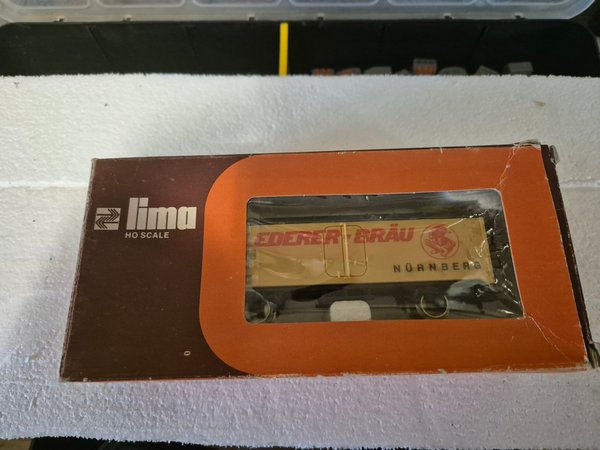 lima
HO SCALE
EDERER-BRÄU
NÜRNBERG